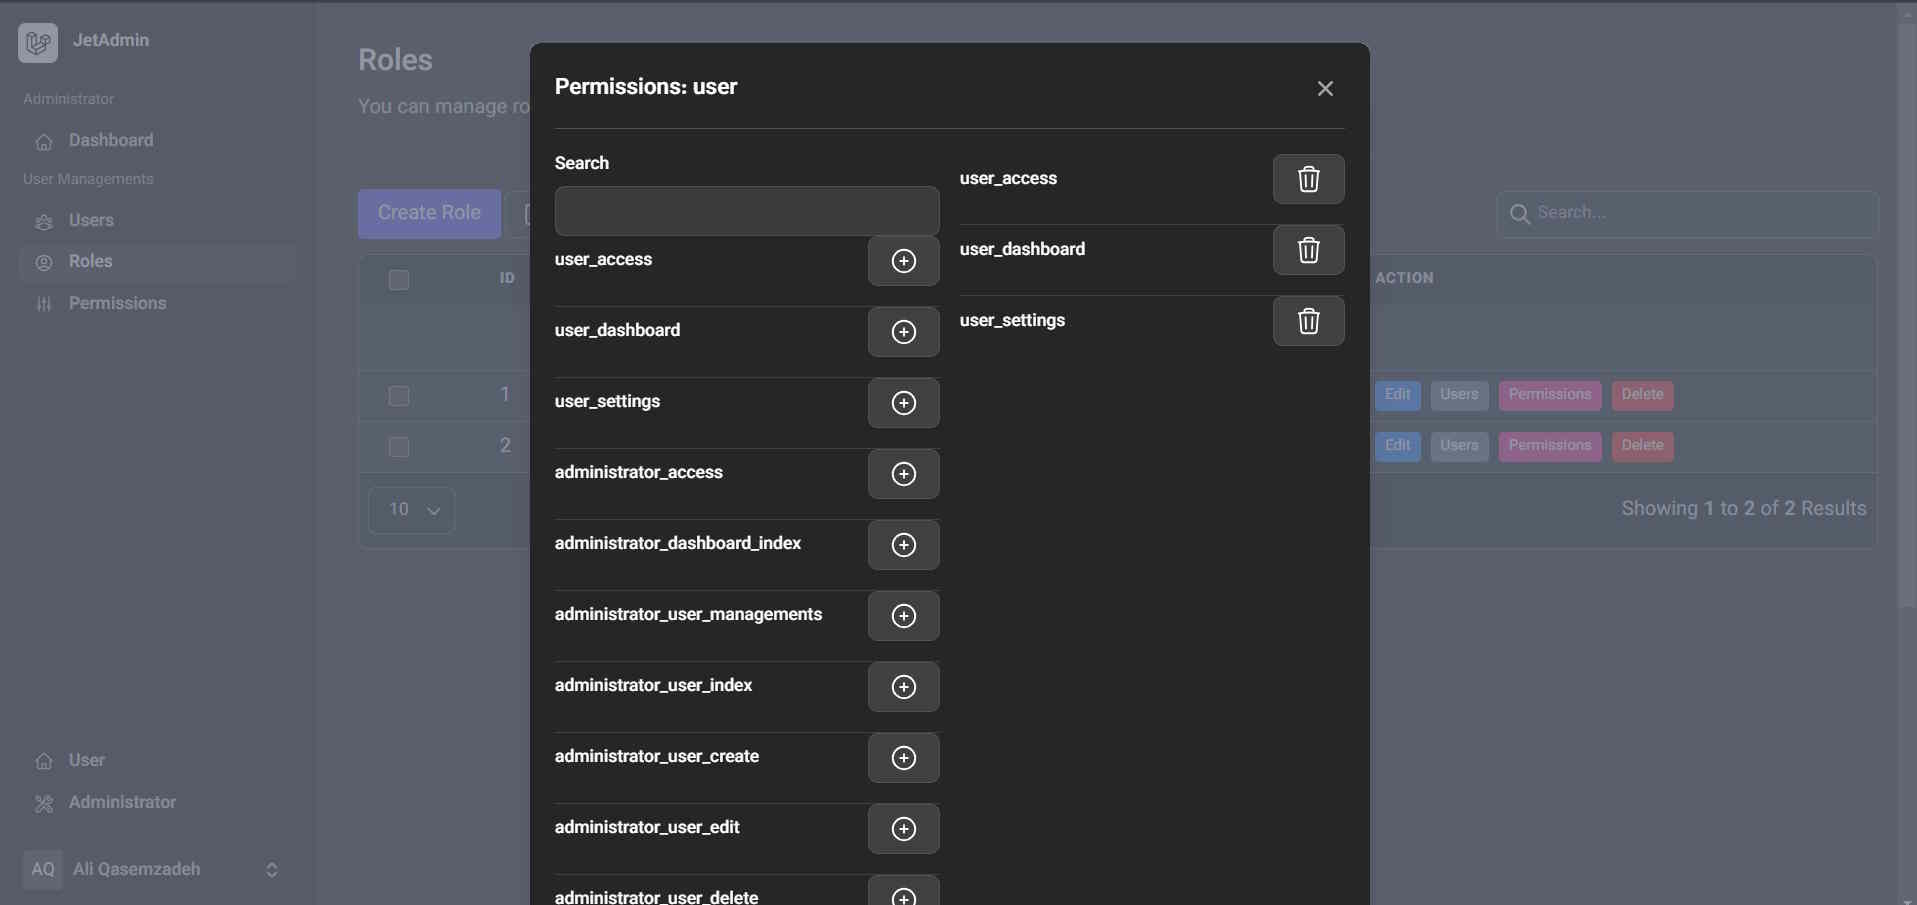 JetAdmin
Administrator
Dashboard
User Managements
Users
Roles
Permissions
User
Administrator
AQ Ali Qasemzadeh
Roles
You can manage ro
Create Role
Search...
ID
ACTION
1
Edit Users Permissions Delete
2
Edit Users Permissions Delete
10
Showing 1 to 2 of 2 Results
Permissions: user
Search
user_access
user_dashboard
user_settings
administrator_access
administrator_dashboard_index
administrator_user_managements
administrator_user_index
administrator_user_create
administrator_user_edit
administrator_user_delete
user_access
user_dashboard
user_settings